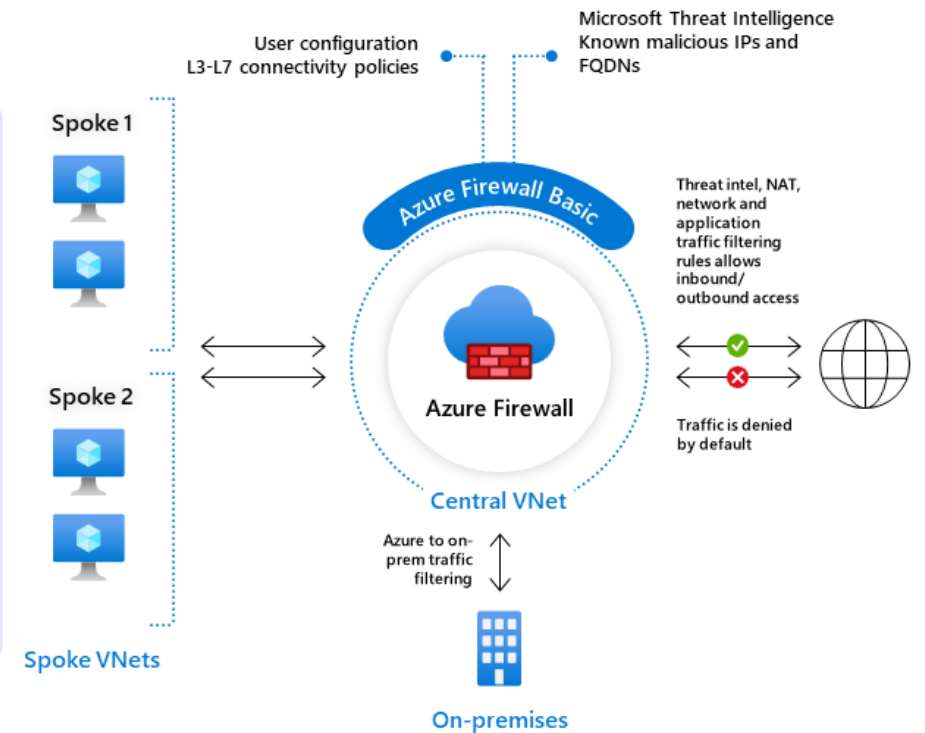 User configuration
L3-L7 connectivity policies
Microsoft Threat Intelligence
Known malicious IPs and
FQDNs
Spoke 1
Azure Firewall Basic
Threat intel, NAT,
network and
application
traffic filtering
rules allows
inbound/
outbound access
Spoke 2
Azure Firewall
Traffic is denied
by default
Central VNet
Azure to on-
prem traffic
filtering
Spoke VNets
On-premises